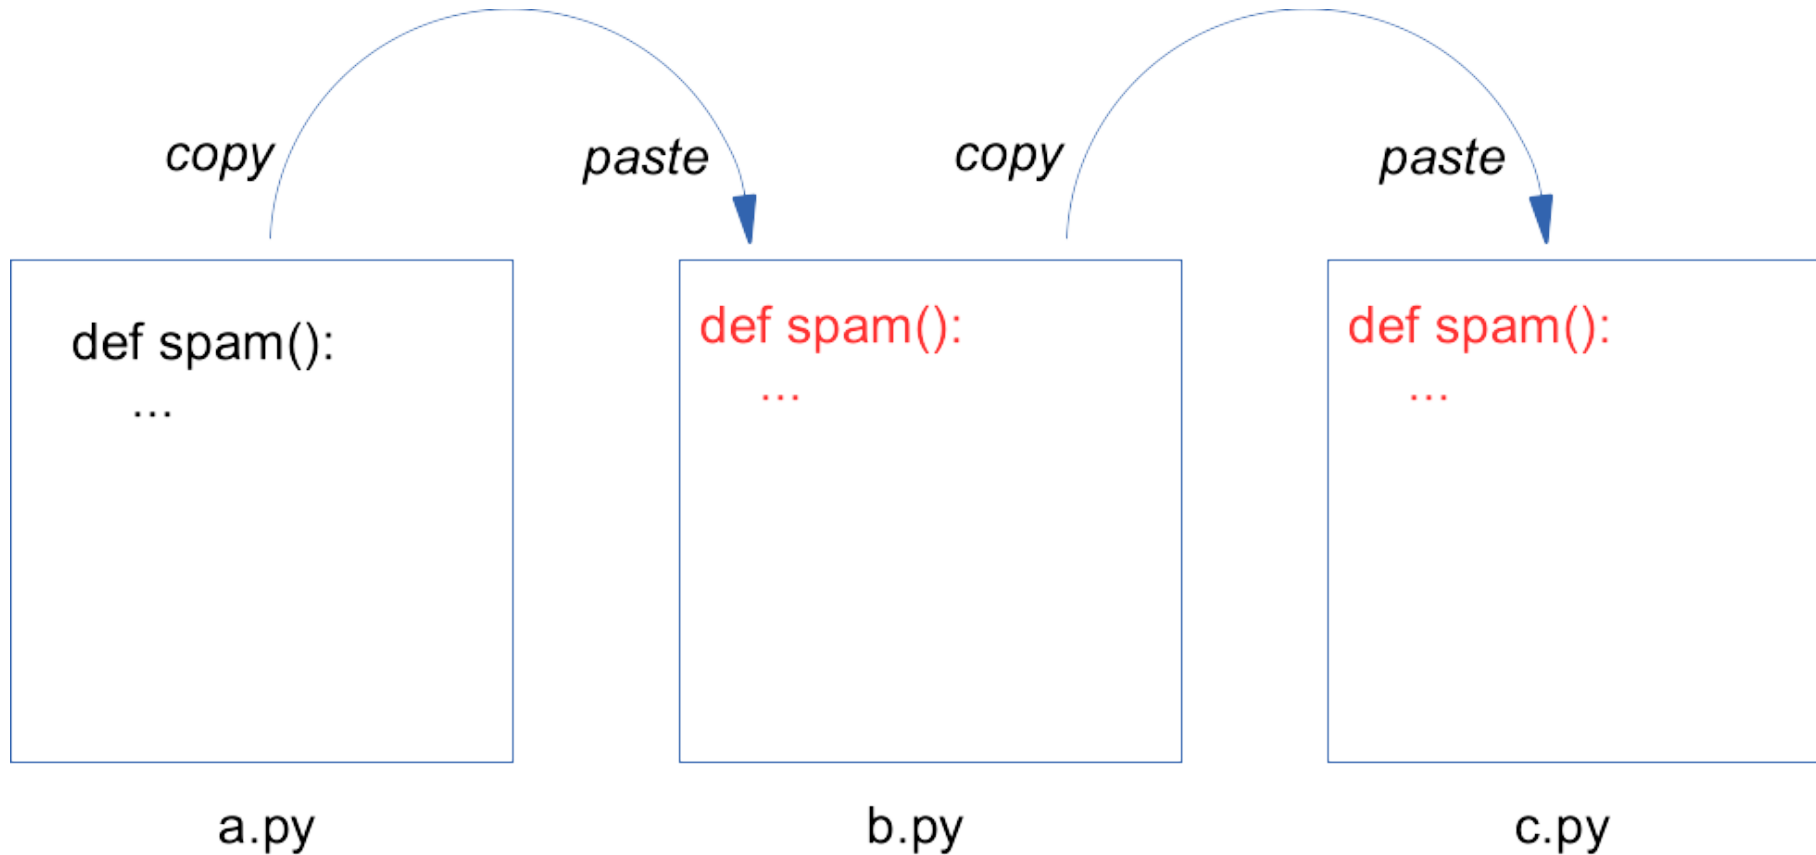 copy
paste
copy
paste
def spam():
...
def spam():
...
def spam():
...
a.py
b.py
c.py